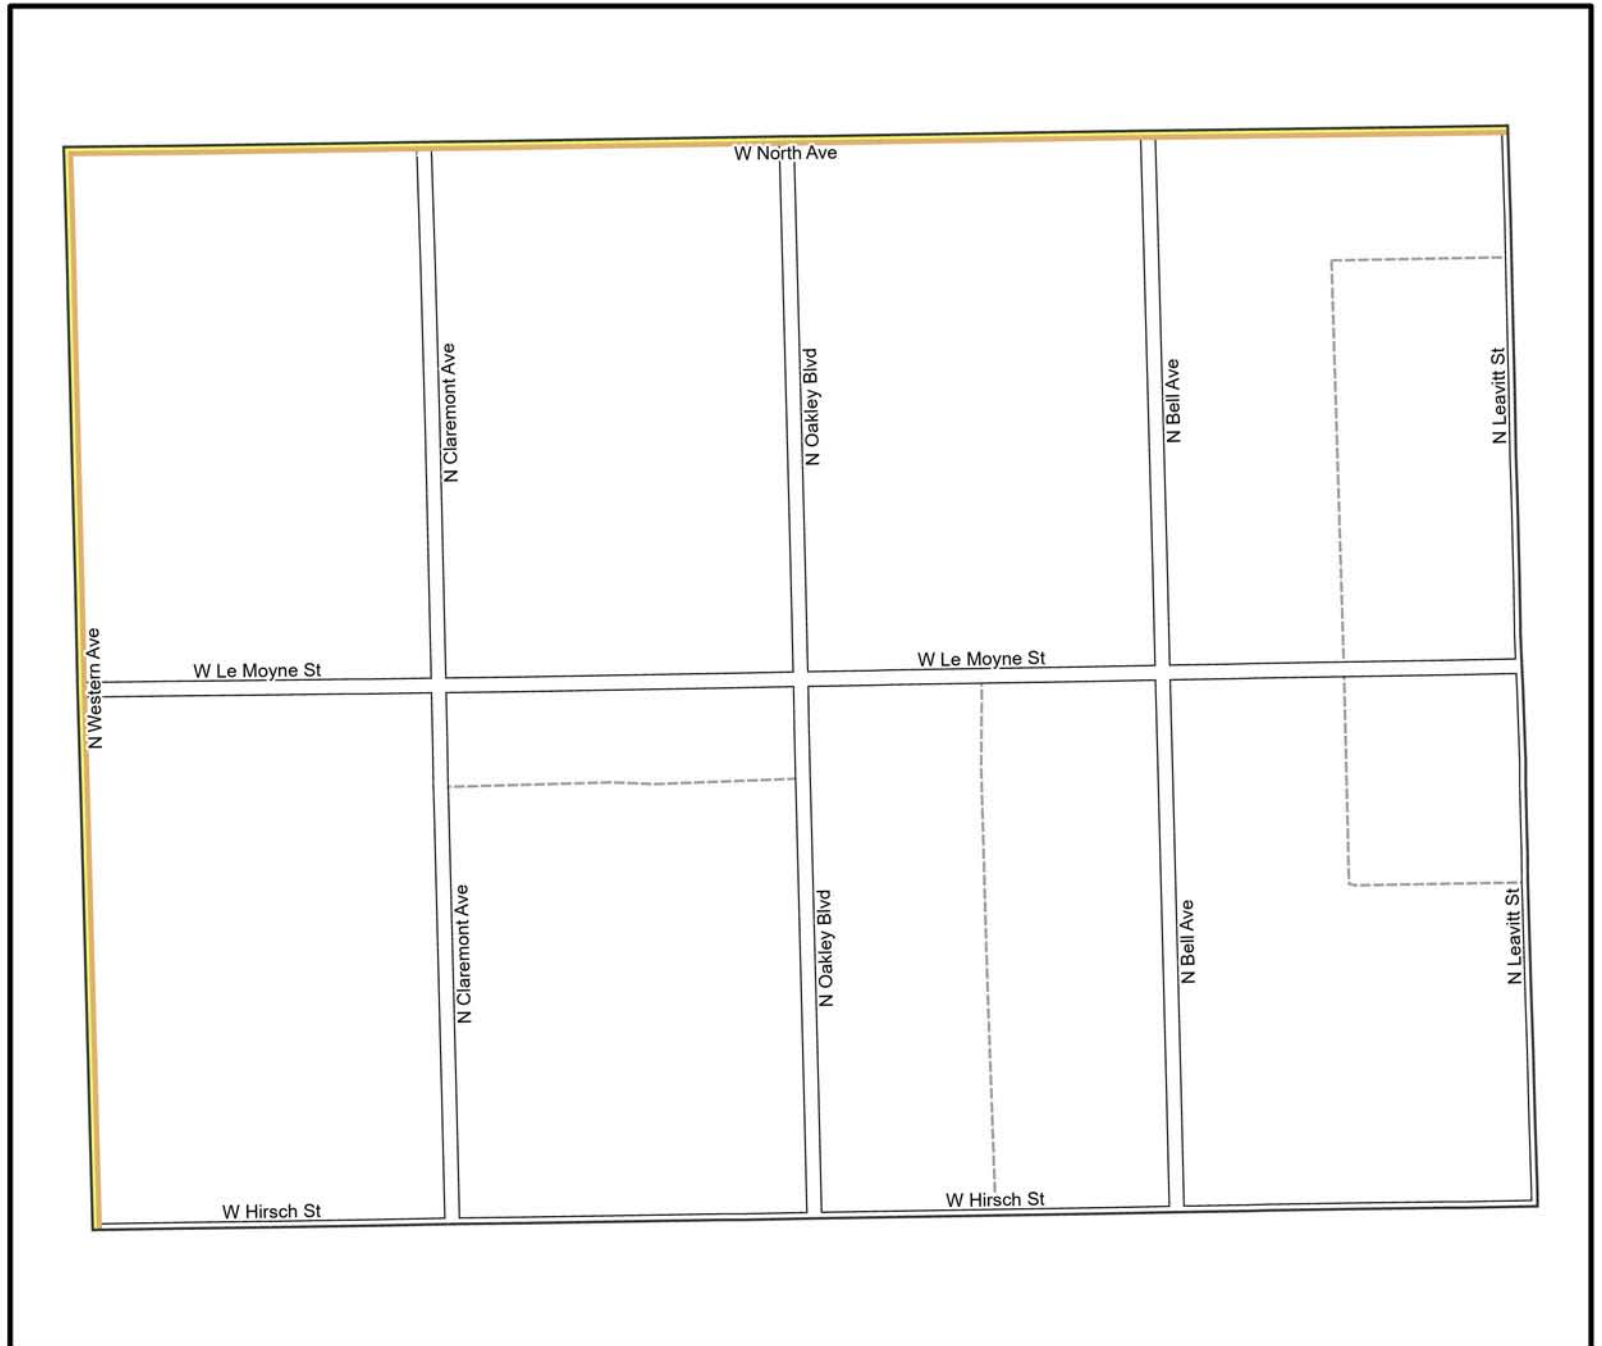 W North Ave
N Claremont Ave
N Oakley Blvd
N Bell Ave
N Leavitt St
N Western Ave
W Le Moyne St
W Le Moyne St
N Claremont Ave
N Oakley Blvd
N Bell Ave
N Leavitt St
W Hirsch St
W Hirsch St